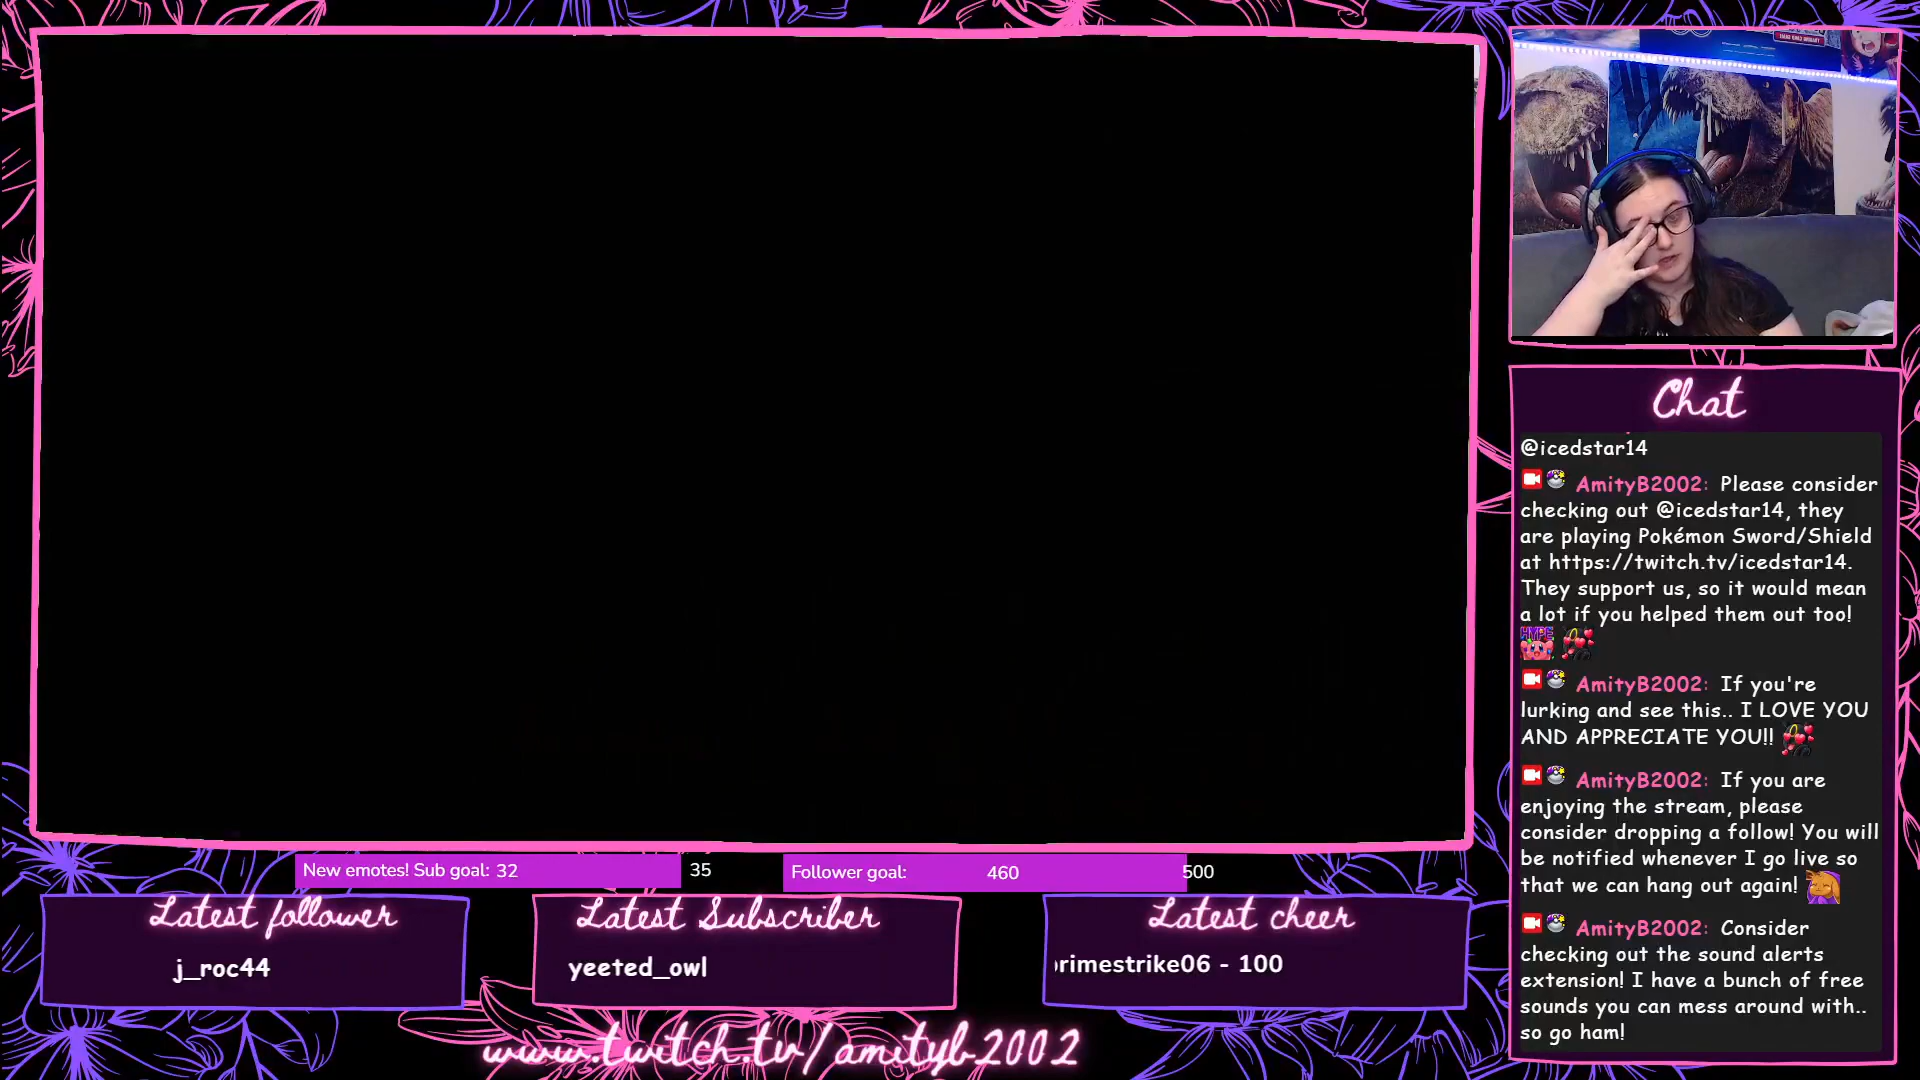 Chat
@icedstar14
AmityB2002: Please consider
checking out @icedstar14, they
are playing Pokémon Sword/Shield
at https://twitch.tv/icedstar14.
They support us, so it would mean
a lot if you helped them out too!
HYPE
AmityB2002: If you're
lurking and see this.. I LOVE YOU
AND APPRECIATE YOU!!
AmityB2002: If you are
enjoying the stream, please
consider dropping a follow! You will
be notified whenever I go live so
that we can hang out again!
AmityB2002: Consider
checking out the sound alerts
extension! I have a bunch of free
sounds you can mess around with..
so go ham!
New emotes! Sub goal: 32 35
Follower goal: 460 500
Latest follower
j_roc44
Latest Subscriber
yeeted_owl
Latest cheer
primestrike06 - 100
www.twitch.tv/amityb2002